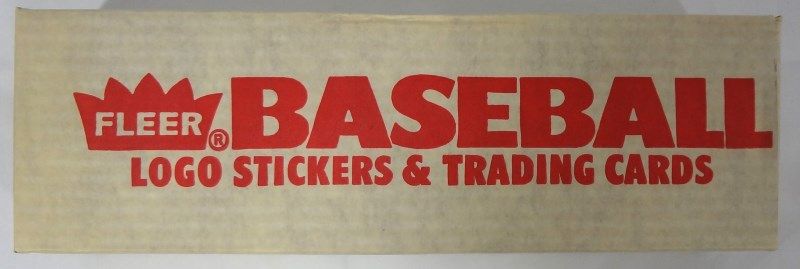 FLEER® BASEBALL
LOGO STICKERS & TRADING CARDS